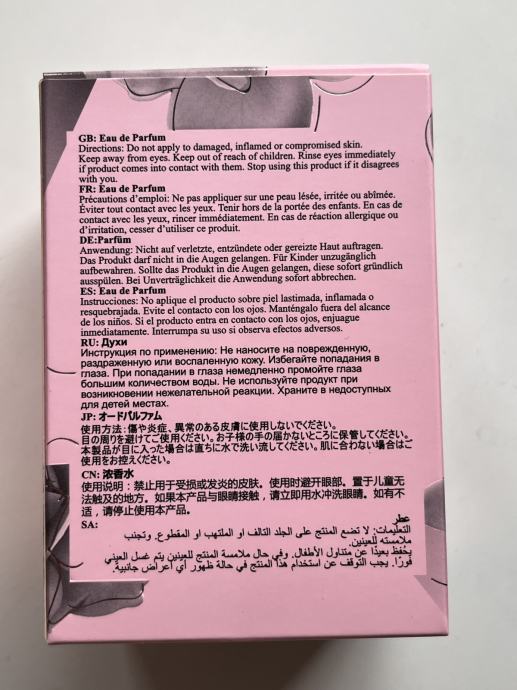 GB: Eau de Parfum
Directions: Do not apply to damaged, inflamed or compromised skin.
Keep away from eyes. Keep out of reach of children. Rinse eyes immediately
if product comes into contact with them. Stop using this product if it disagrees
with you.
FR: Eau de Parfum
Précautions d'emploi: Ne pas appliquer sur une peau lésée, irritée ou abîmée.
Éviter tout contact avec les yeux. Tenir hors de la portée des enfants. En cas de
contact avec les yeux, rincer immédiatement. En cas de réaction allergique ou
d'irritation, cesser d'utiliser ce produit.
DE:Parfüm
Anwendung: Nicht auf verletzte, entzündete oder gereizte Haut auftragen.
Das Produkt darf nicht in die Augen gelangen. Für Kinder unzugänglich
aufbewahren. Sollte das Produkt in die Augen gelangen, diese sofort gründlich
ausspülen. Bei Unverträglichkeit die Anwendung sofort abbrechen.
ES: Eau de Parfum
Instrucciones: No aplique el producto sobre piel lastimada, inflamada o
resquebrajada. Evite el contacto con los ojos. Manténgalo fuera del alcance
de los niños. Si el producto entra en contacto con los ojos, enjuague
inmediatamente. Interrumpa su uso si observa efectos adversos.
RU: Духи
Инструкция по применению: Не наносите на поврежденную,
раздраженную или воспаленную кожу. Избегайте попадания в
глаза. При попадании в глаза немедленно промойте глаза
большим количеством воды. Не используйте продукт при
возникновении нежелательной реакции. Храните в недоступных
для детей местах.
JP: オードパルファム
使用方法：傷や炎症、異常のある皮膚に使用しないでください。
目の周りを避けてご使用ください。お子様の手の届かないところに保管してください。
本製品が目に入った場合は直ちに水で洗い流してください。肌に合わない場合はご
使用をお控えください。
CN: 浓香水
使用说明：禁止用于受损或发炎的皮肤。使用时避开眼部。置于儿童无
法触及的地方。如果本产品与眼睛接触，请立即用水冲洗眼睛。如有不
适，请停止使用本产品。
SA: عطر
التعليمات: لا تضع المنتج على الجلد التالف أو الملتهب أو المقطوع. وتجنب
ملامسته للعينين.
يحفظ بعيدًا عن متناول الأطفال. وفي حال ملامسة المنتج للعينين يتم غسل العيني
فورًا. يجب التوقف عن استخدام هذا المنتج في حالة ظهور أي أعراض جانبية.